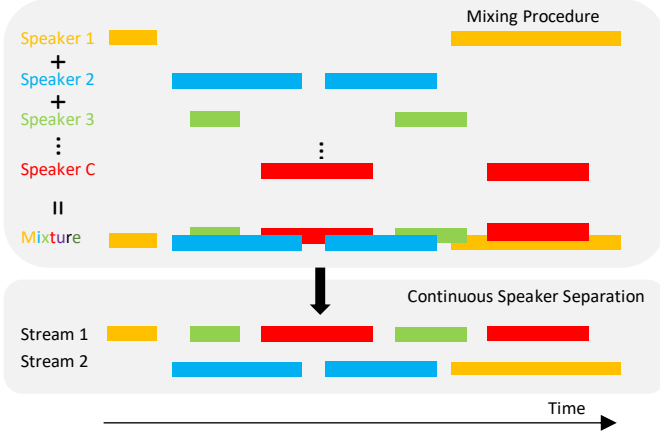 Mixing Procedure
Speaker 1
+
Speaker 2
+
Speaker 3
⋮
⋮
Speaker C
=
Mixture
Continuous Speaker Separation
Stream 1
Stream 2
Time